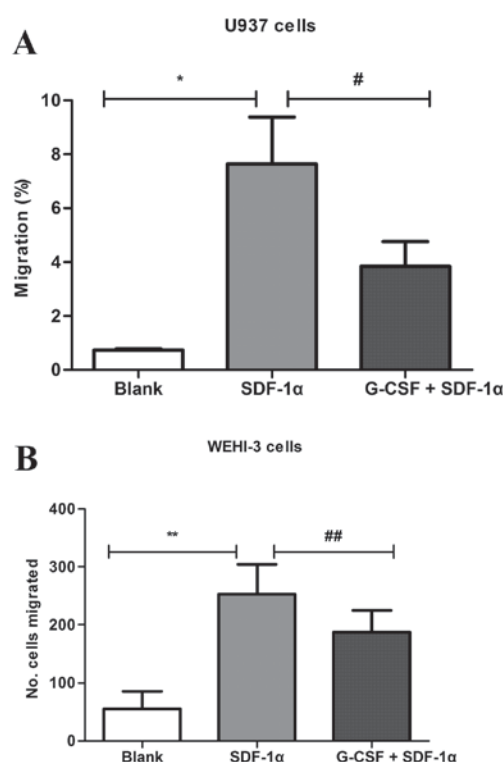 U937 cells
A
* #
10
8
6
4
2
0
Migration (%)
Blank SDF-1α G-CSF + SDF-1α
WEHI-3 cells
B
** ##
400
300
200
100
0
No. cells migrated
Blank SDF-1α G-CSF + SDF-1α